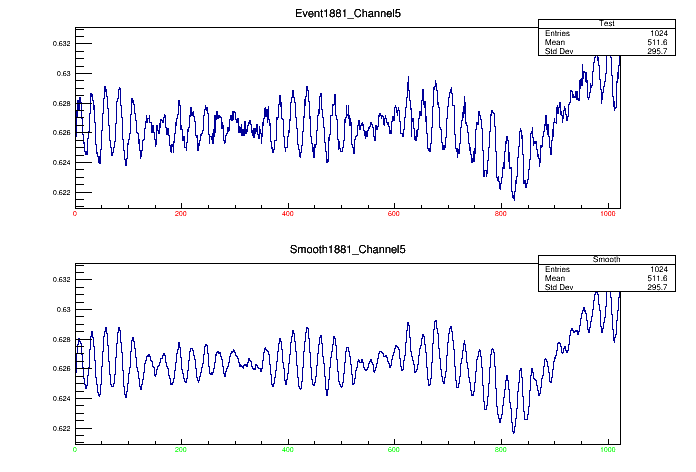 Event1881_Channel5
Test
Entries 1024
Mean 511.6
Std Dev 295.7
0.632
0.63
0.628
0.626
0.624
0.622
0 200 400 600 800 1000
Smooth1881_Channel5
Smooth
Entries 1024
Mean 511.6
Std Dev 295.7
0.632
0.63
0.628
0.626
0.624
0.622
0 200 400 600 800 1000